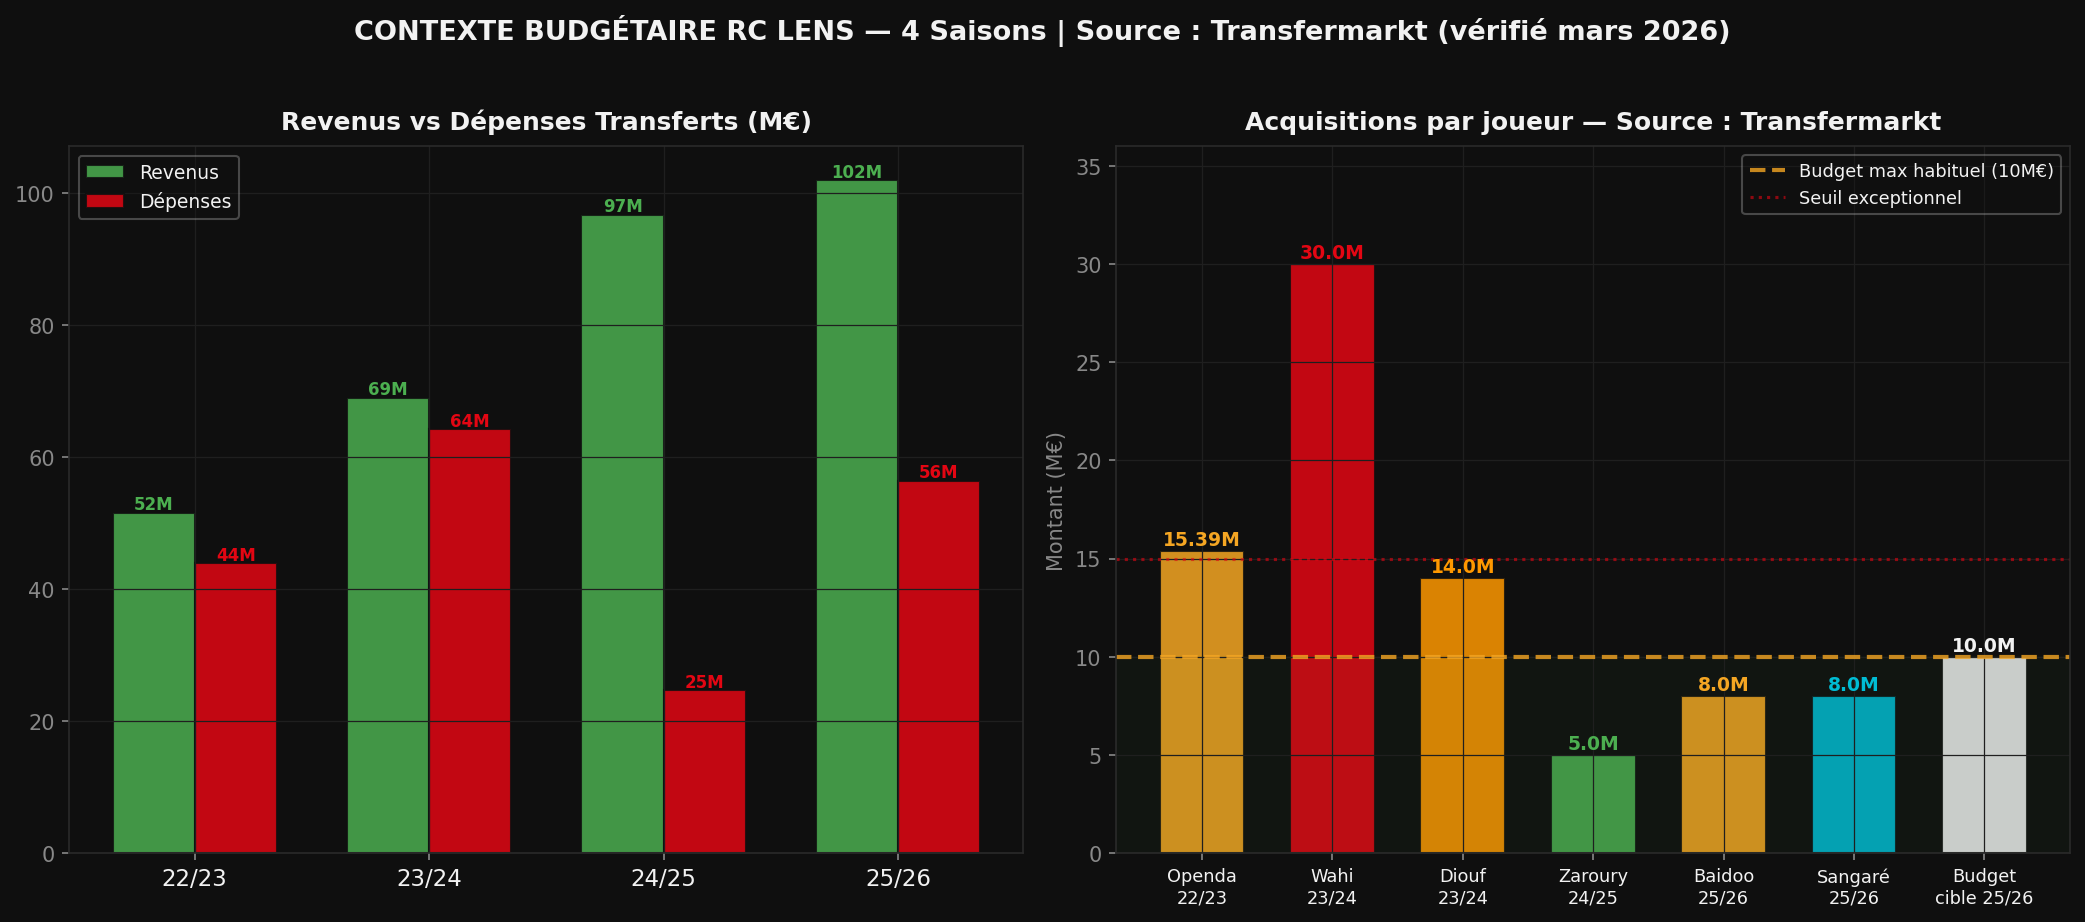 CONTEXTE BUDGÉTAIRE RC LENS — 4 Saisons | Source : Transfermarkt (vérifié mars 2026)
Revenus vs Dépenses Transferts (M€)
Revenus
Dépenses
100
80
60
40
20
0
52M
44M
69M
64M
97M
25M
102M
56M
22/23
23/24
24/25
25/26
Acquisitions par joueur — Source : Transfermarkt
Budget max habituel (10M€)
Seuil exceptionnel
Montant (M€)
35
30
25
20
15
10
5
0
15.39M
30.0M
14.0M
5.0M
8.0M
8.0M
10.0M
Openda
22/23
Wahi
23/24
Diouf
23/24
Zaroury
24/25
Baidoo
25/26
Sangaré
25/26
Budget
cible 25/26